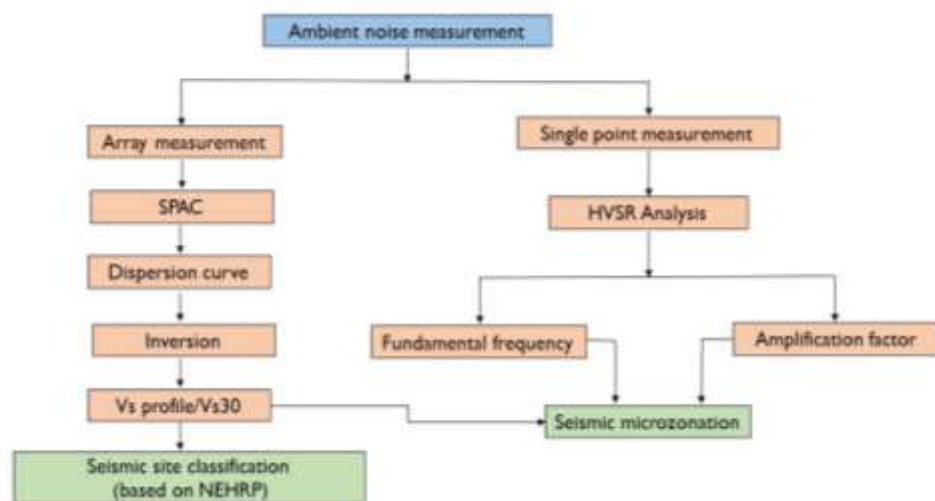 Ambient noise measurement
Array measurement
Single point measurement
SPAC
HVSR Analysis
Dispersion curve
Inversion
Fundamental frequency
Amplification factor
Vs profile/Vs30
Seismic microzonation
Seismic site classification
(based on NEHRP)